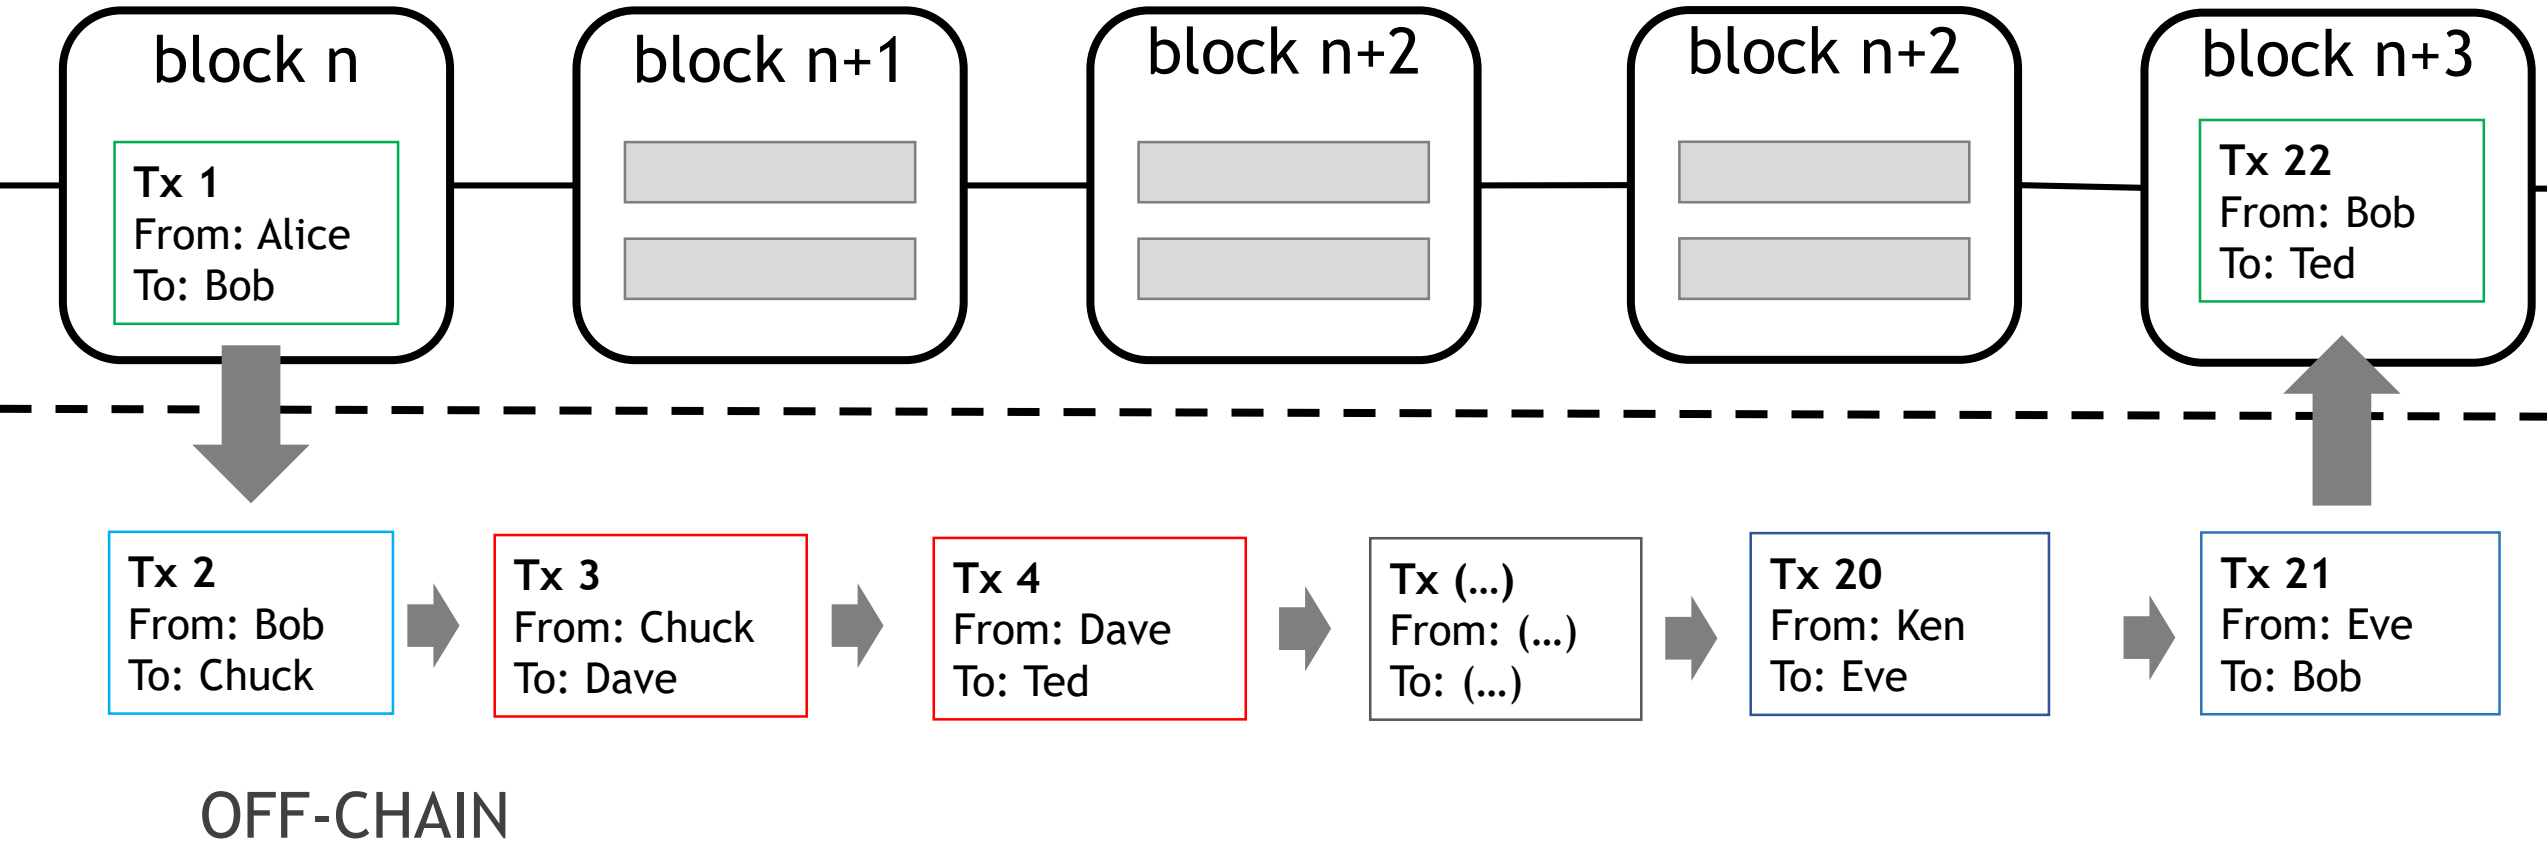 block n
Tx 1
From: Alice
To: Bob
block n+1
block n+2
block n+2
block n+3
Tx 22
From: Bob
To: Ted
Tx 2
From: Bob
To: Chuck
Tx 3
From: Chuck
To: Dave
Tx 4
From: Dave
To: Ted
Tx (…)
From: (…)
To: (…)
Tx 20
From: Ken
To: Eve
Tx 21
From: Eve
To: Bob
OFF-CHAIN